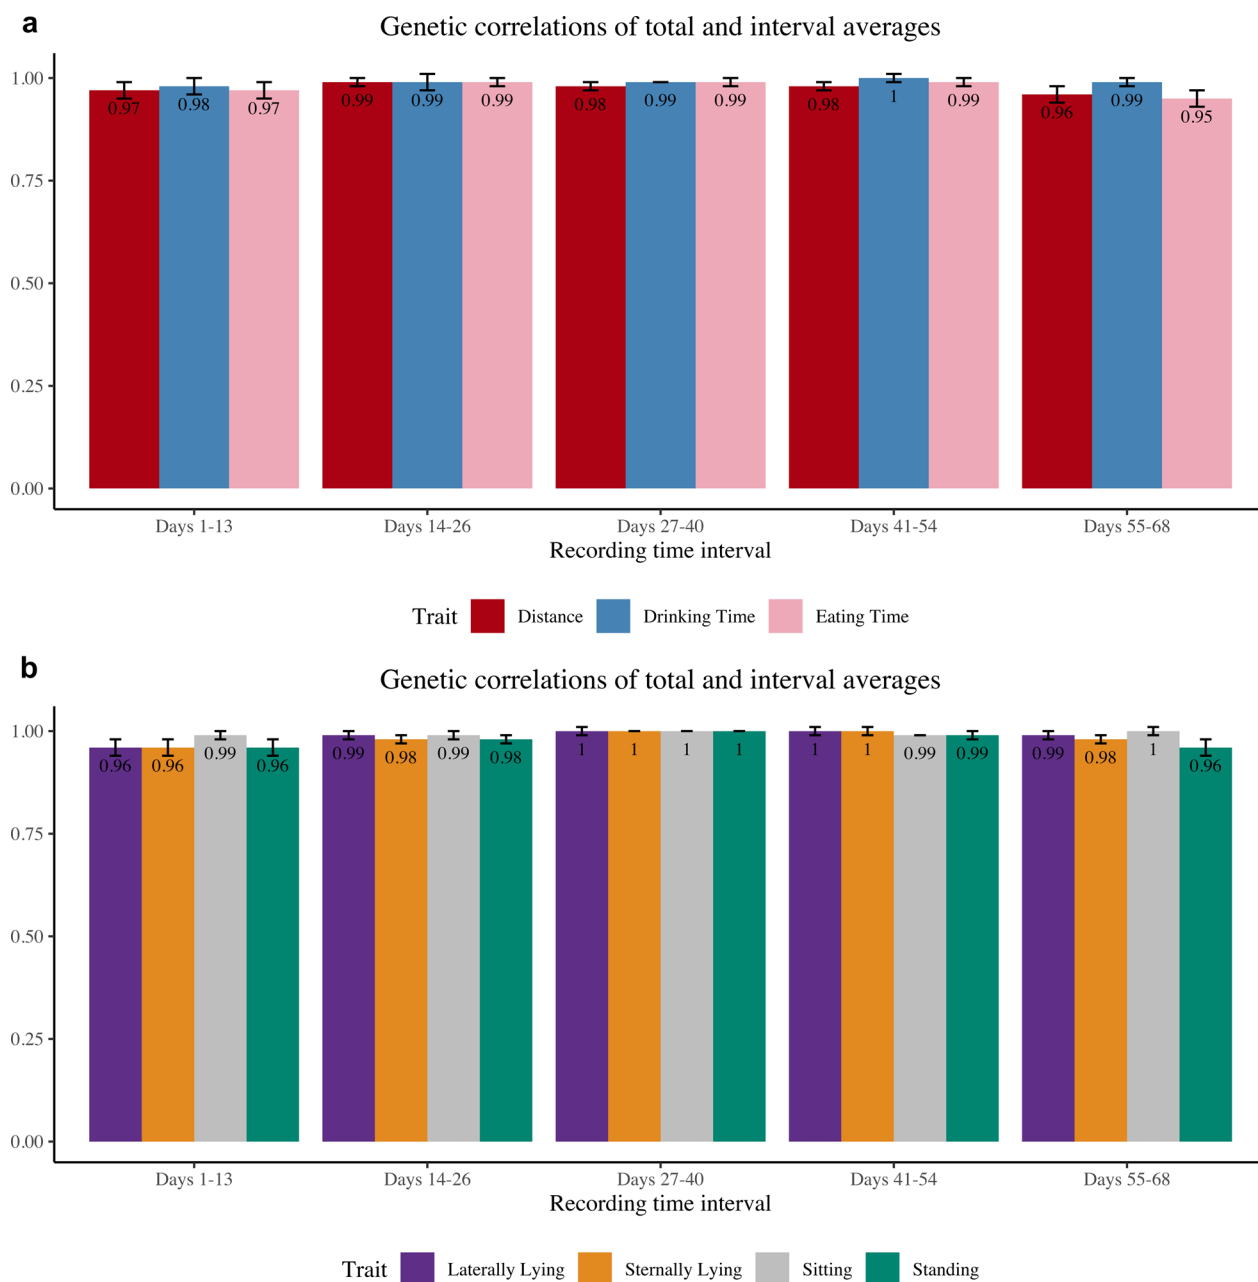 a
Genetic correlations of total and interval averages
1.00
0.75
0.50
0.25
0.00
0.97 0.98 0.97 0.99 0.99 0.99 0.98 0.99 0.99 0.98 1 0.99 0.96 0.99 0.95
Days 1-13 Days 14-26 Days 27-40 Days 41-54 Days 55-68
Recording time interval
Trait Distance Drinking Time Eating Time
b
Genetic correlations of total and interval averages
1.00
0.75
0.50
0.25
0.00
0.96 0.96 0.99 0.96 0.99 0.98 0.99 0.98 1 1 1 1 1 1 0.99 0.99 0.99 0.98 1 0.96
Days 1-13 Days 14-26 Days 27-40 Days 41-54 Days 55-68
Recording time interval
Trait Laterally Lying Sternally Lying Sitting Standing